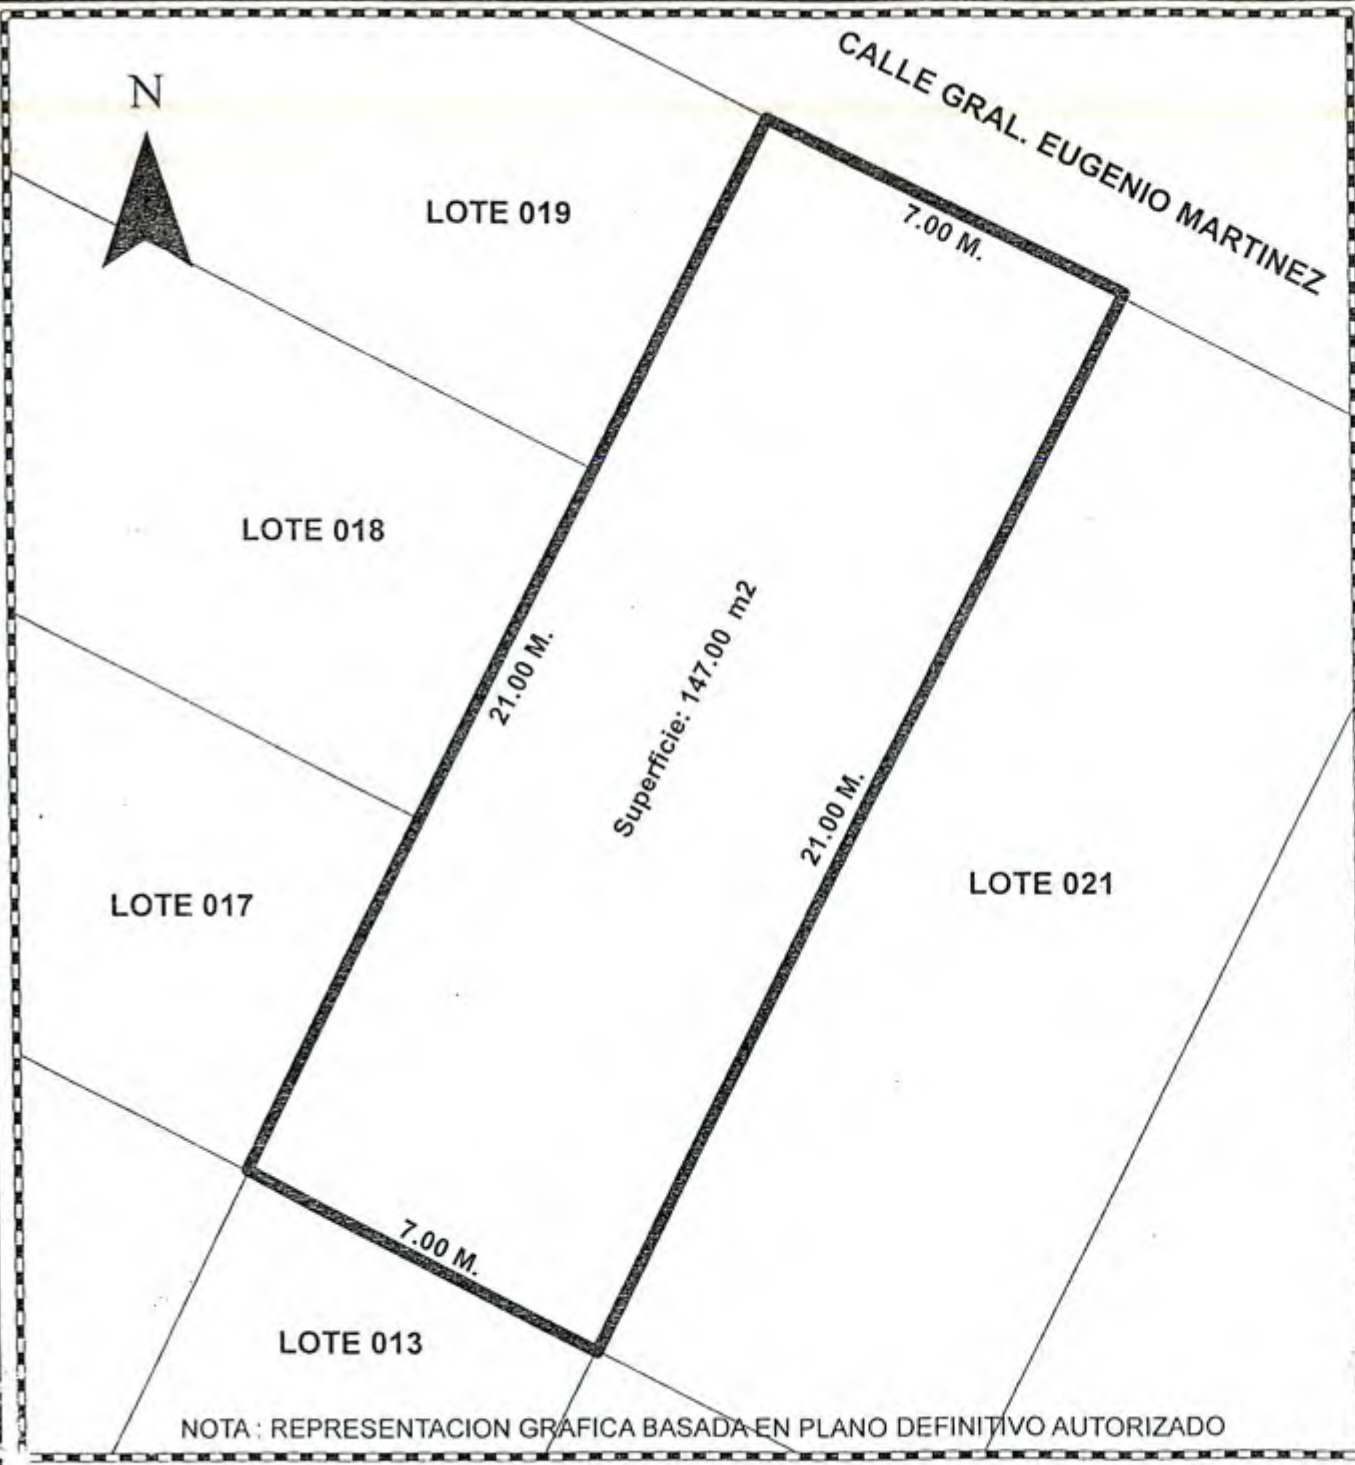 CALLE GRAL. EUGENIO MARTINEZ
N
LOTE 019
7.00 M.
LOTE 018
21.00 M.
Superficie: 147.00 m2
21.00 M.
LOTE 017
LOTE 021
7.00 M.
LOTE 013
NOTA : REPRESENTACION GRAFICA BASADA EN PLANO DEFINITIVO AUTORIZADO